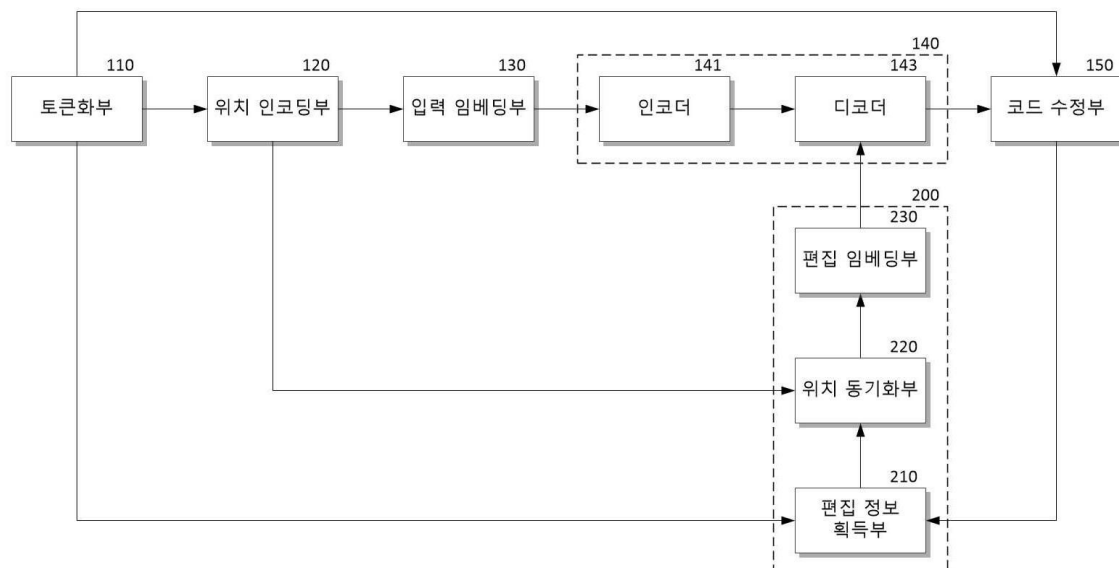 140
110
120
130
141
143
150
토큰화부
위치 인코딩부
입력 임베딩부
인코더
디코더
코드 수정부
200
230
편집 임베딩부
220
위치 동기화부
210
편집 정보
획득부